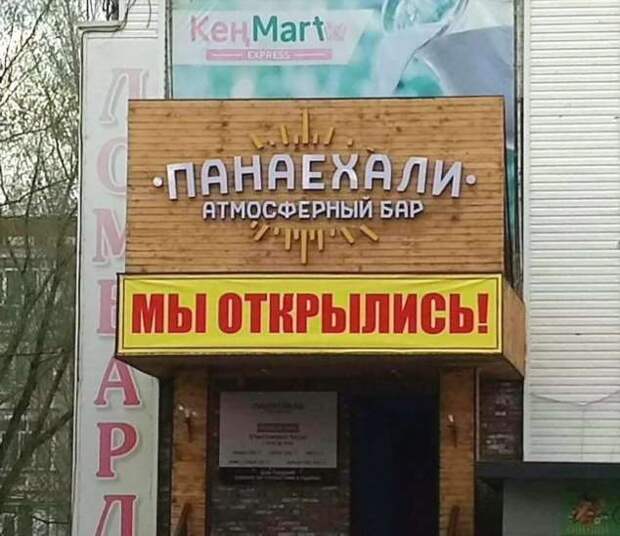 КеңMart
EXPRESS
·ПАНАЕХАЛИ·
АТМОСФЕРНЫЙ БАР
МЫ ОТКРЫЛИСЬ!
ЛОМБАРД